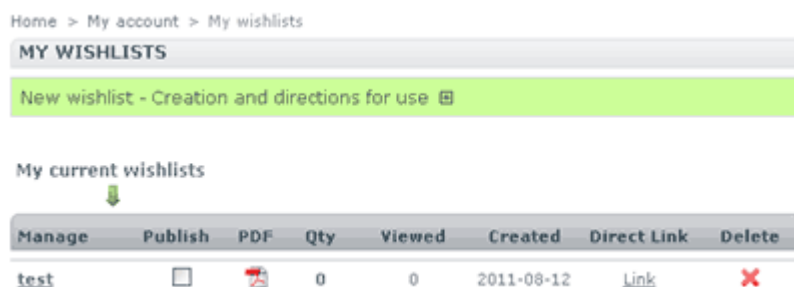 Home > My account > My wishlists
MY WISHLISTS
New wishlist - Creation and directions for use
My current wishlists
Manage Publish PDF Qty Viewed Created Direct Link Delete
test 0 0 2011-08-12 Link